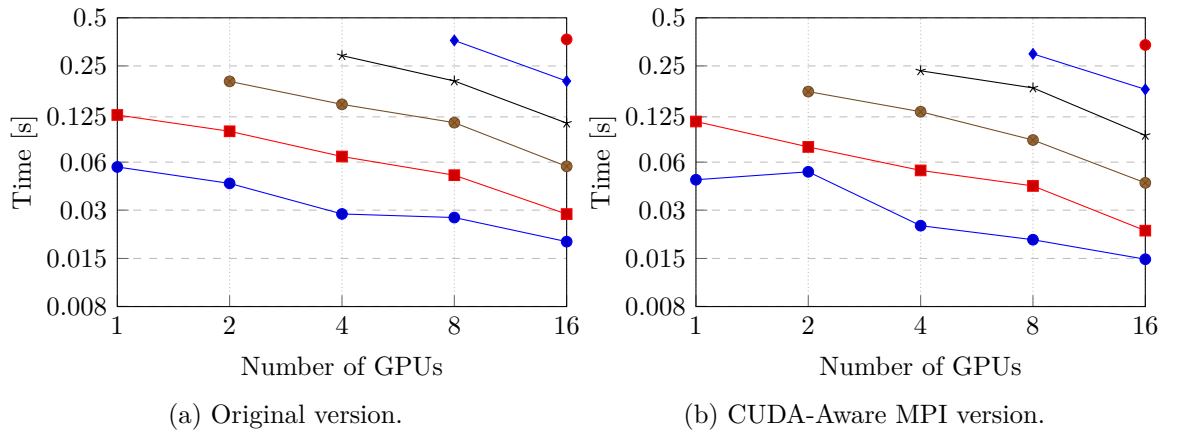 0.5
0.25
0.125
0.06
0.03
0.015
0.008
Time [s]
1 2 4 8 16
Number of GPUs
(a) Original version.
0.5
0.25
0.125
0.06
0.03
0.015
0.008
Time [s]
1 2 4 8 16
Number of GPUs
(b) CUDA-Aware MPI version.